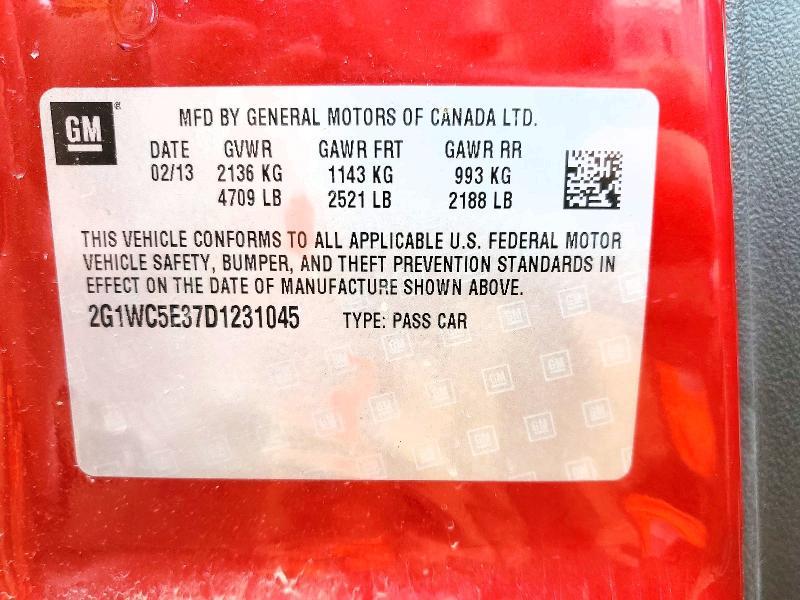 GM®
MFD BY GENERAL MOTORS OF CANADA LTD.
DATE GVWR GAWR FRT GAWR RR
02/13 2136 KG 1143 KG 993 KG
4709 LB 2521 LB 2188 LB
THIS VEHICLE CONFORMS TO ALL APPLICABLE U.S. FEDERAL MOTOR
VEHICLE SAFETY, BUMPER, AND THEFT PREVENTION STANDARDS IN
EFFECT ON THE DATE OF MANUFACTURE SHOWN ABOVE.
2G1WC5E37D1231045 TYPE: PASS CAR